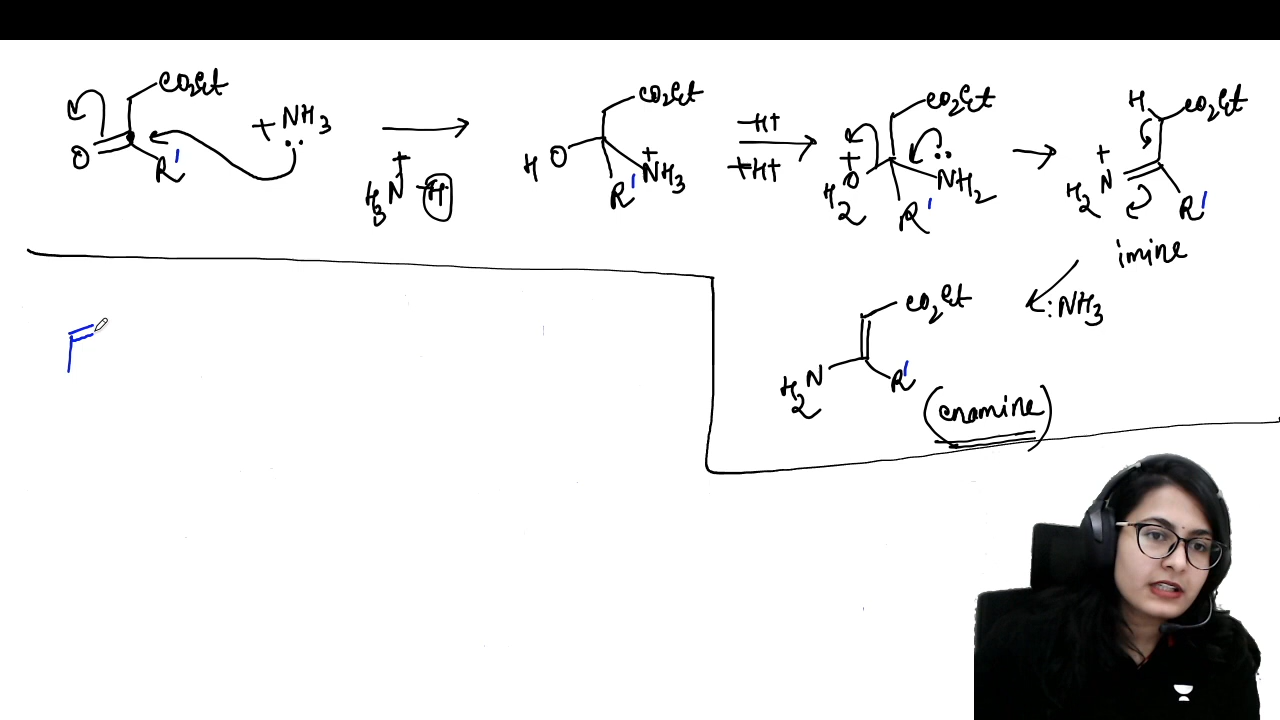 CO2Et
O
R'
+ NH3
H3N+-H
CO2Et
HO
R'
+NH3
-H+
+H+
CO2Et
+
H2O
NH2
R'
H
CO2Et
+
H2N
R'
imine
:NH3
CO2Et
H2N
R'
(enamine)